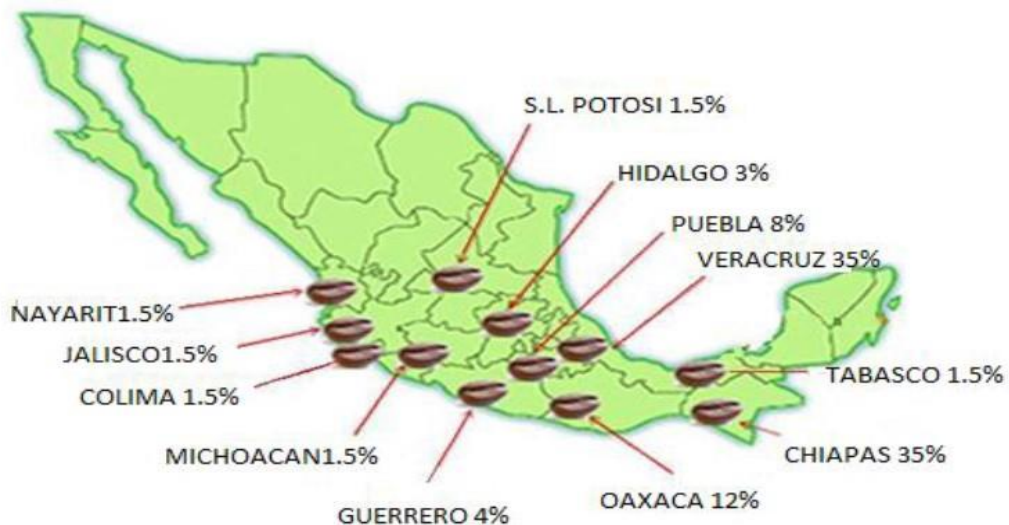 S.L. POTOSI 1.5%
HIDALGO 3%
PUEBLA 8%
VERACRUZ 35%
NAYARIT1.5%
JALISCO1.5%
COLIMA 1.5%
TABASCO 1.5%
MICHOACAN1.5%
CHIAPAS 35%
OAXACA 12%
GUERRERO 4%